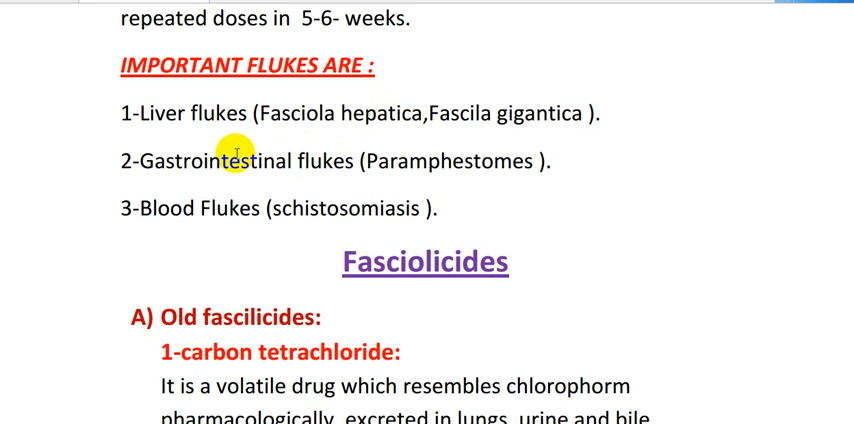 repeated doses in 5-6- weeks.
IMPORTANT FLUKES ARE :
1-Liver flukes (Fasciola hepatica,Fascila gigantica ).
2-Gastrointestinal flukes (Paramphestomes ).
3-Blood Flukes (schistosomiasis ).
Fasciolicides
A) Old fascilicides:
1-carbon tetrachloride:
It is a volatile drug which resembles chlorophorm
pharmacologically, excreted in lungs, urine and bile